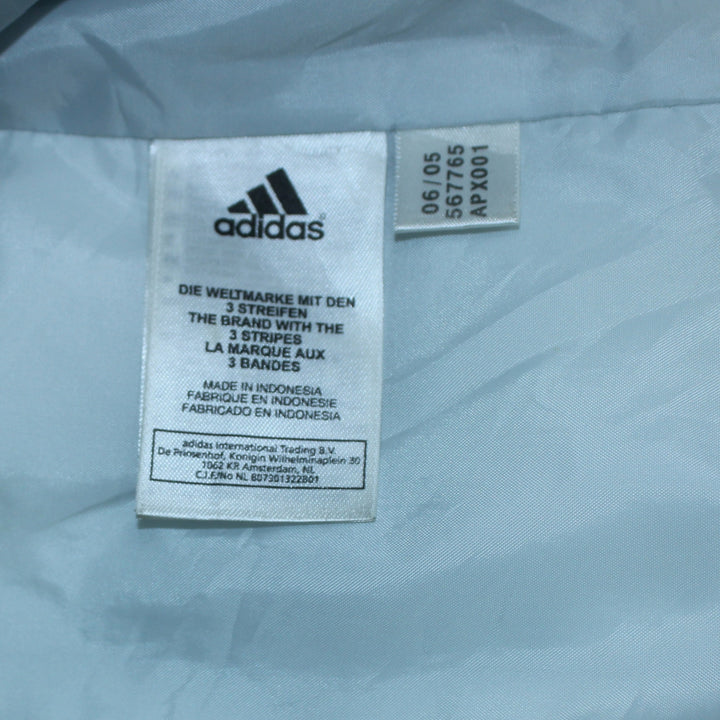 adidas
DIE WELTMARKE MIT DEN
3 STREIFEN
THE BRAND WITH THE
3 STRIPES
LA MARQUE AUX
3 BANDES
MADE IN INDONESIA
FABRIQUE EN INDONESIE
FABRICADO EN INDONESIA
adidas International Trading B.V.
De Prinsenhof, Konigin Wilhelminaplein 30
1062 KR Amsterdam, NL
C.I.F/No NL 807301322B01
06/05
567765
APX001